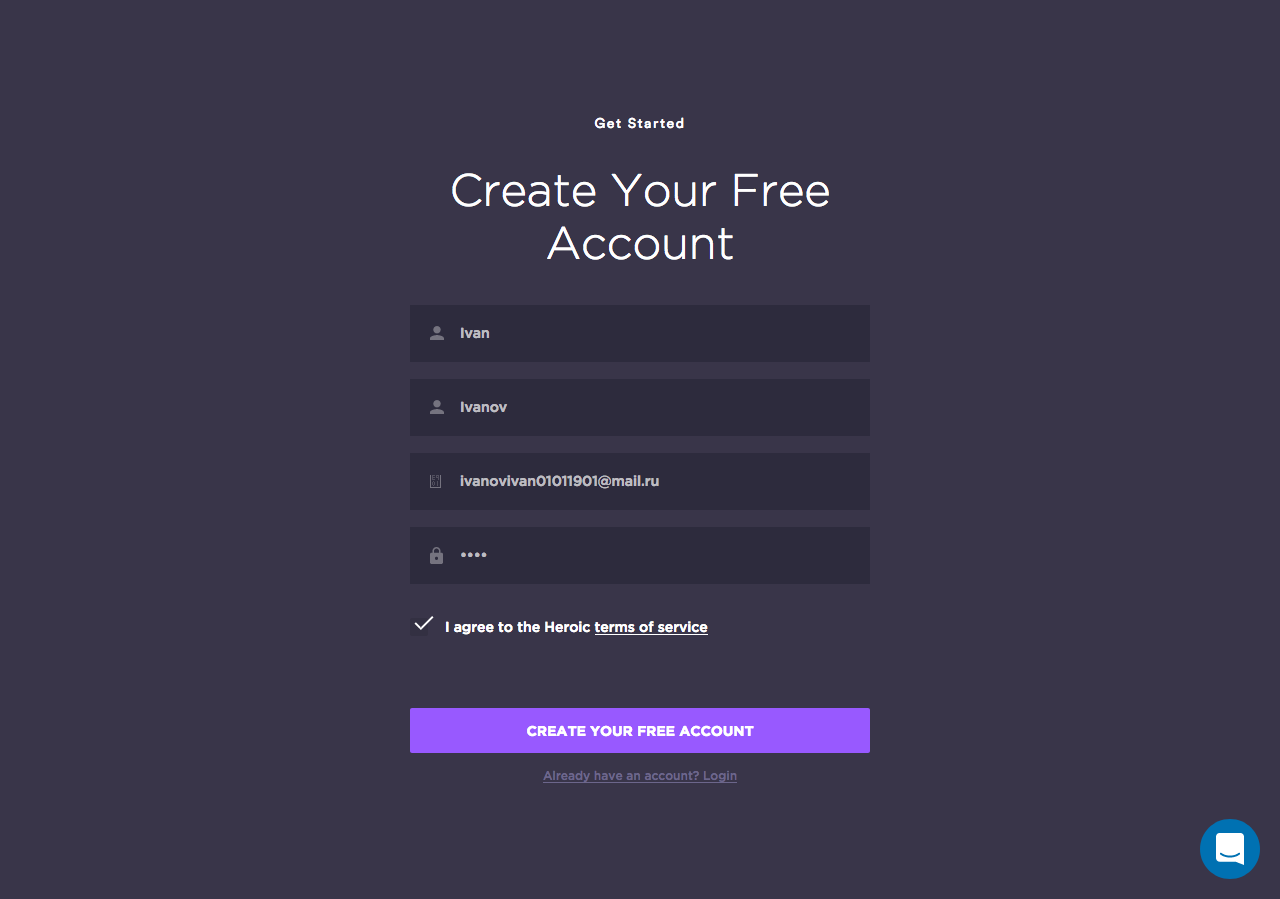 Get Started
Create Your Free
Account
Ivan
Ivanov
ivanovivan01011901@mail.ru
••••
I agree to the Heroic terms of service
CREATE YOUR FREE ACCOUNT
Already have an account? Login